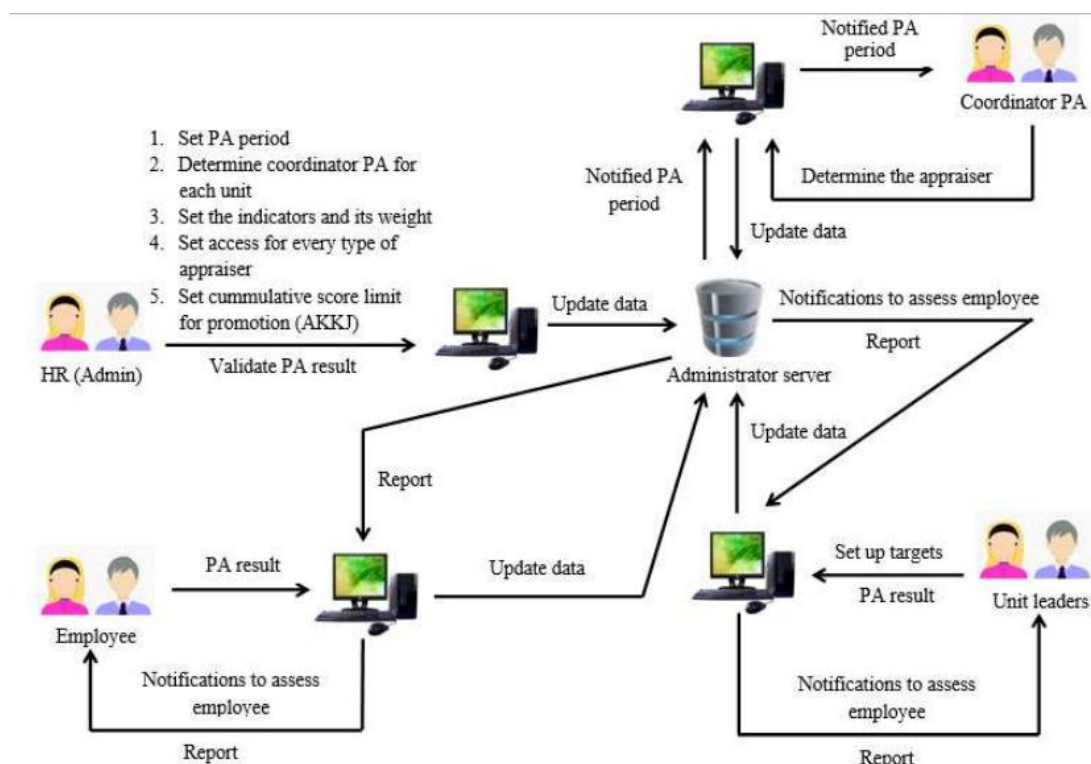 Notified PA
period
Coordinator PA
Determine the appraiser
Notified PA
period
Update data
1. Set PA period
2. Determine coordinator PA for
each unit
3. Set the indicators and its weight
4. Set access for every type of
appraiser
5. Set cummulative score limit
for promotion (AKKJ)
HR (Admin)
Validate PA result
Update data
Administrator server
Notifications to assess employee
Report
Update data
Report
Employee
PA result
Update data
Notifications to assess
employee
Report
Set up targets
PA result
Unit leaders
Notifications to assess
employee
Report